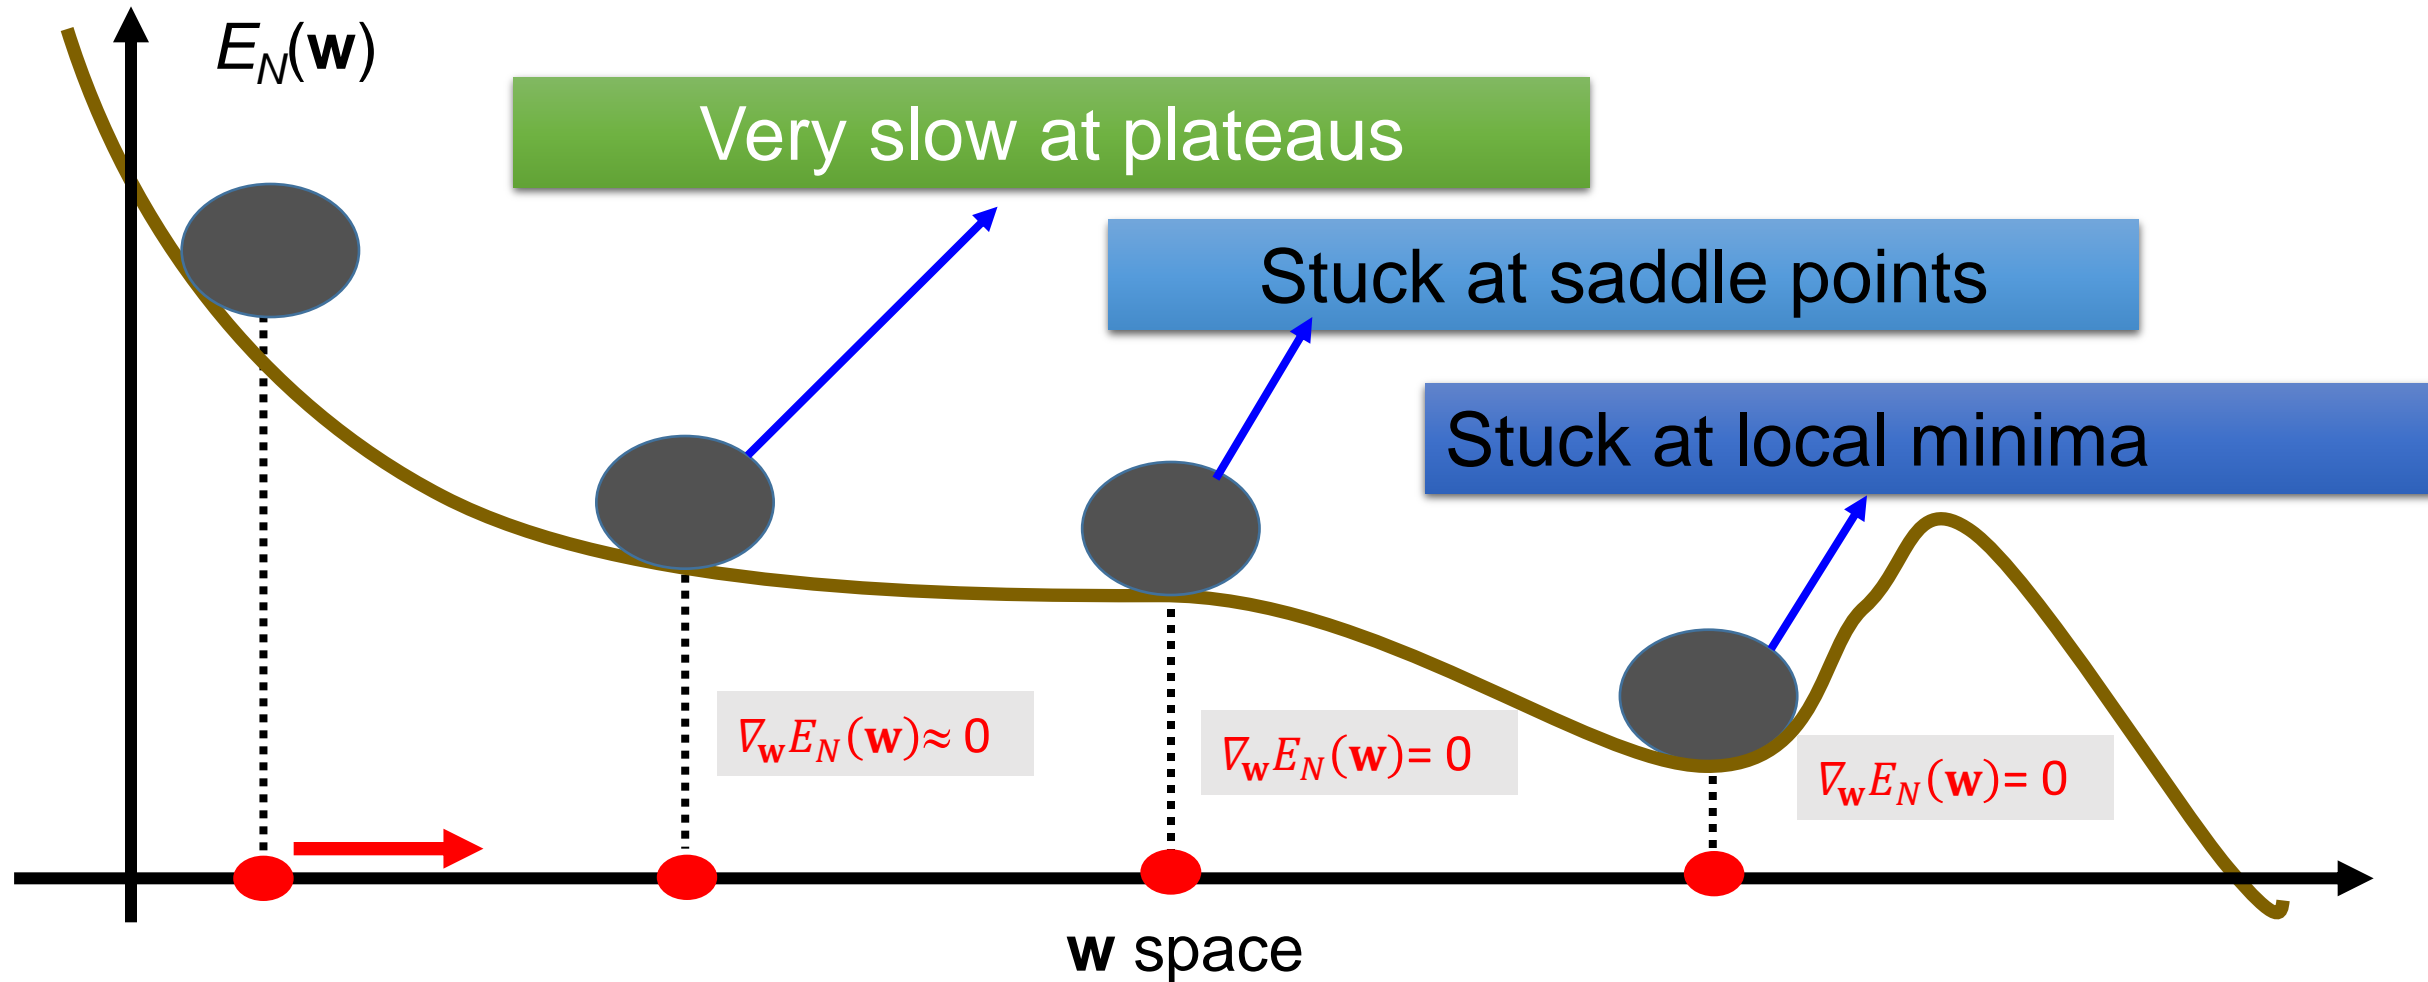 E_N(w)
Very slow at plateaus
Stuck at saddle points
Stuck at local minima
∇_w E_N(w)≈ 0
∇_w E_N(w)= 0
∇_w E_N(w)= 0
w space